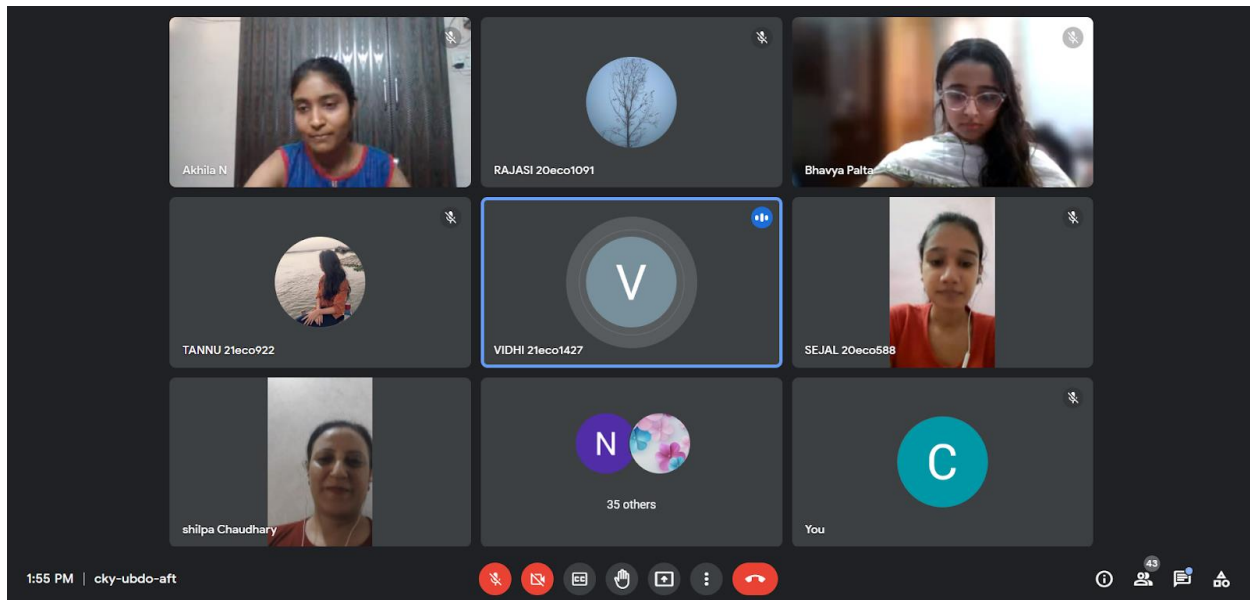 Akhila N
RAJASI 20eco1091
Bhavya Palta
TANNU 21eco922
V
VIDHI 21eco1427
SEJAL 20eco588
shilpa Chaudhary
N
35 others
C
You
1:55 PM | cky-ubdo-aft
CC
43